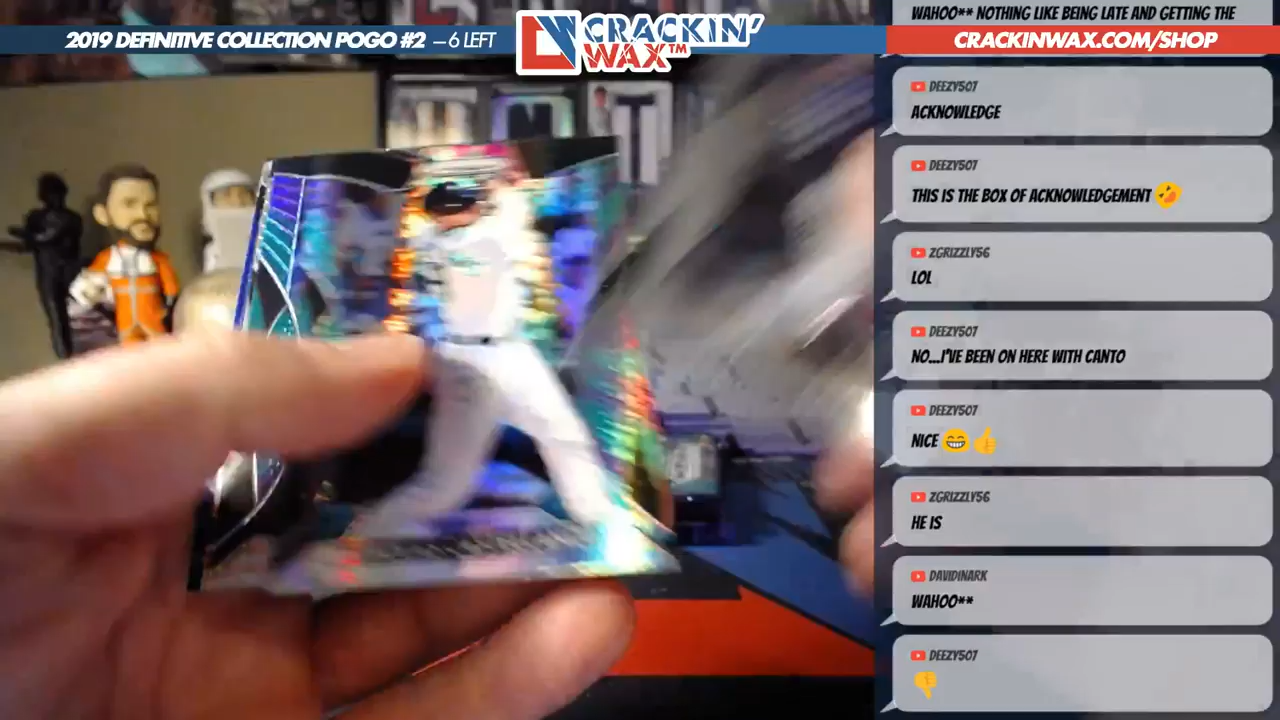 2019 DEFINITIVE COLLECTION POGO #2 – 6 LEFT
CRACKIN'
WAX™
CRACKINWAX.COM/SHOP
WAHOO** NOTHING LIKE BEING LATE AND GETTING THE
DEEZY507
ACKNOWLEDGE
DEEZY507
THIS IS THE BOX OF ACKNOWLEDGEMENT 🤣
ZGRIZZLY56
LOL
DEEZY507
NO...I'VE BEEN ON HERE WITH CANTO
DEEZY507
NICE 😁👍
ZGRIZZLY56
HE IS
DAVIDINARK
WAHOO**
DEEZY507
👎